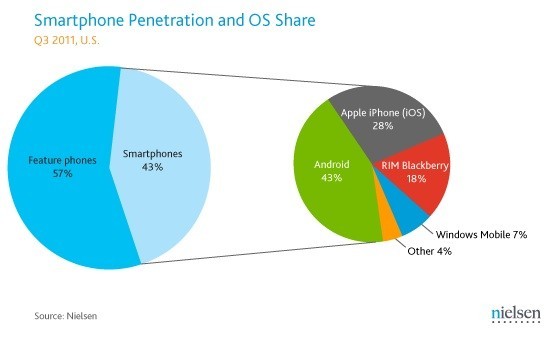 Smartphone Penetration and OS Share
Q3 2011, U.S.
Feature phones
57%
Smartphones
43%
Apple iPhone (iOS)
28%
Android
43%
RIM Blackberry
18%
Windows Mobile 7%
Other 4%
Source: Nielsen
nielsen